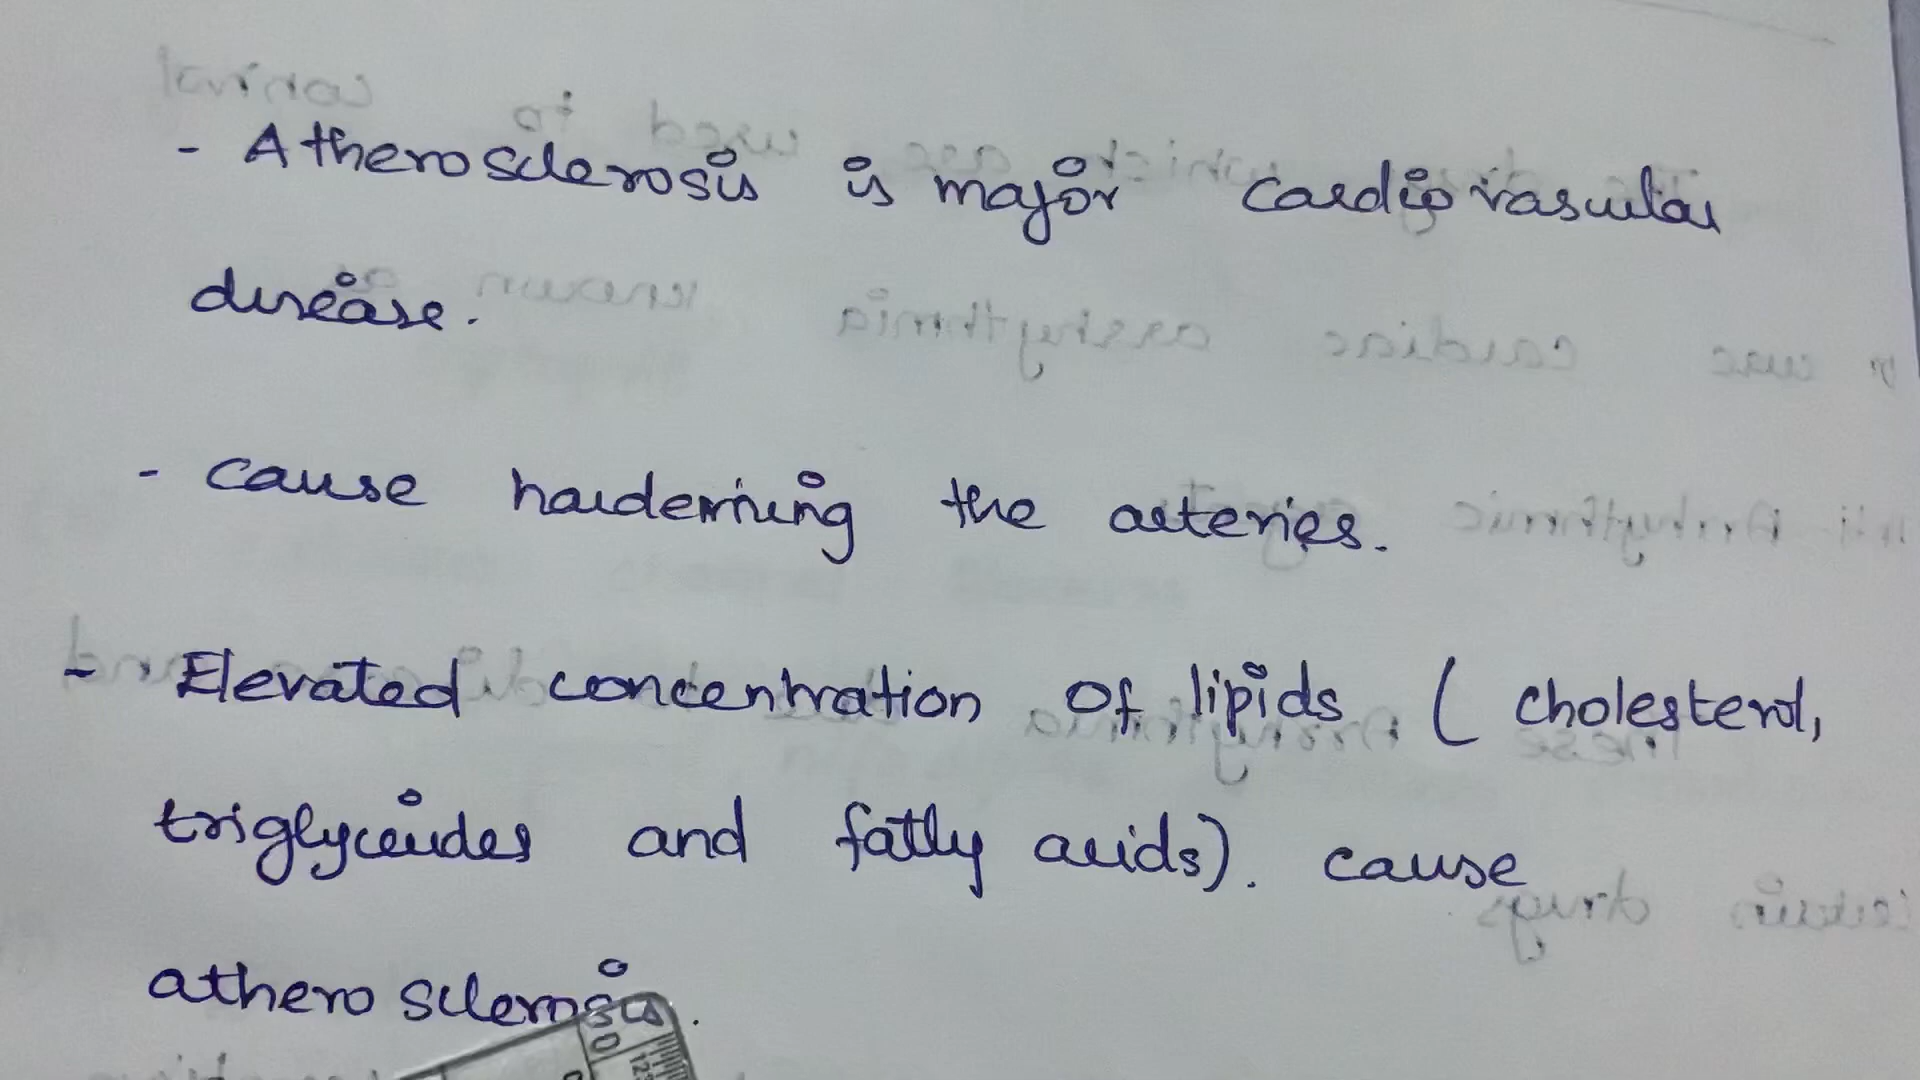 - Atherosclerosis is major cardiovascular
disease.
- cause harderning the arteries.
- Elevated concentration of lipids (cholesterol,
triglycerides and fatty acids). cause
atherosclerosis.